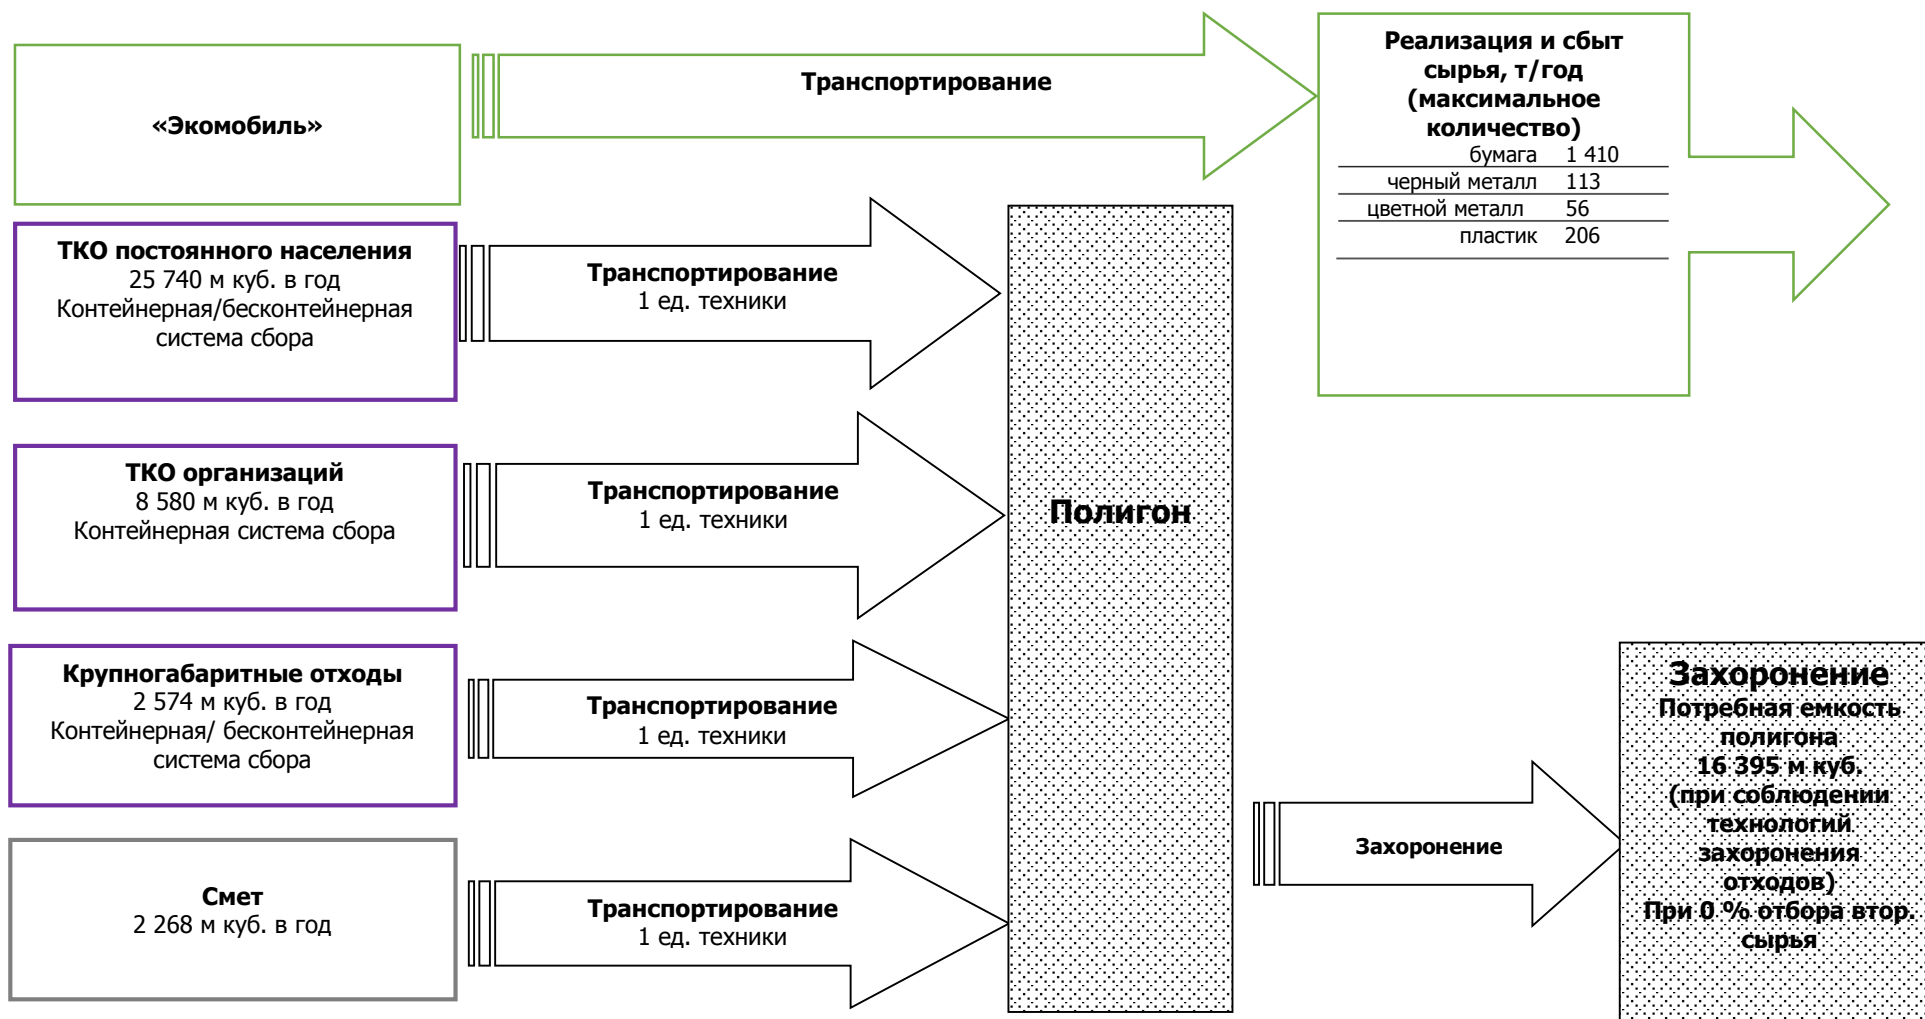 «Экомобиль»
Транспортирование
Реализация и сбыт
сырья, т/год
(максимальное
количество)
бумага 1 410
черный металл 113
цветной металл 56
пластик 206
ТКО постоянного населения
25 740 м куб. в год
Контейнерная/бесконтейнерная
система сбора
Транспортирование
1 ед. техники
ТКО организаций
8 580 м куб. в год
Контейнерная система сбора
Транспортирование
1 ед. техники
Полигон
Крупногабаритные отходы
2 574 м куб. в год
Контейнерная/ бесконтейнерная
система сбора
Транспортирование
1 ед. техники
Смет
2 268 м куб. в год
Транспортирование
1 ед. техники
Захоронение
Захоронение
Потребная емкость
полигона
16 395 м куб.
(при соблюдении
технологий
захоронения
отходов)
При 0 % отбора втор.
сырья